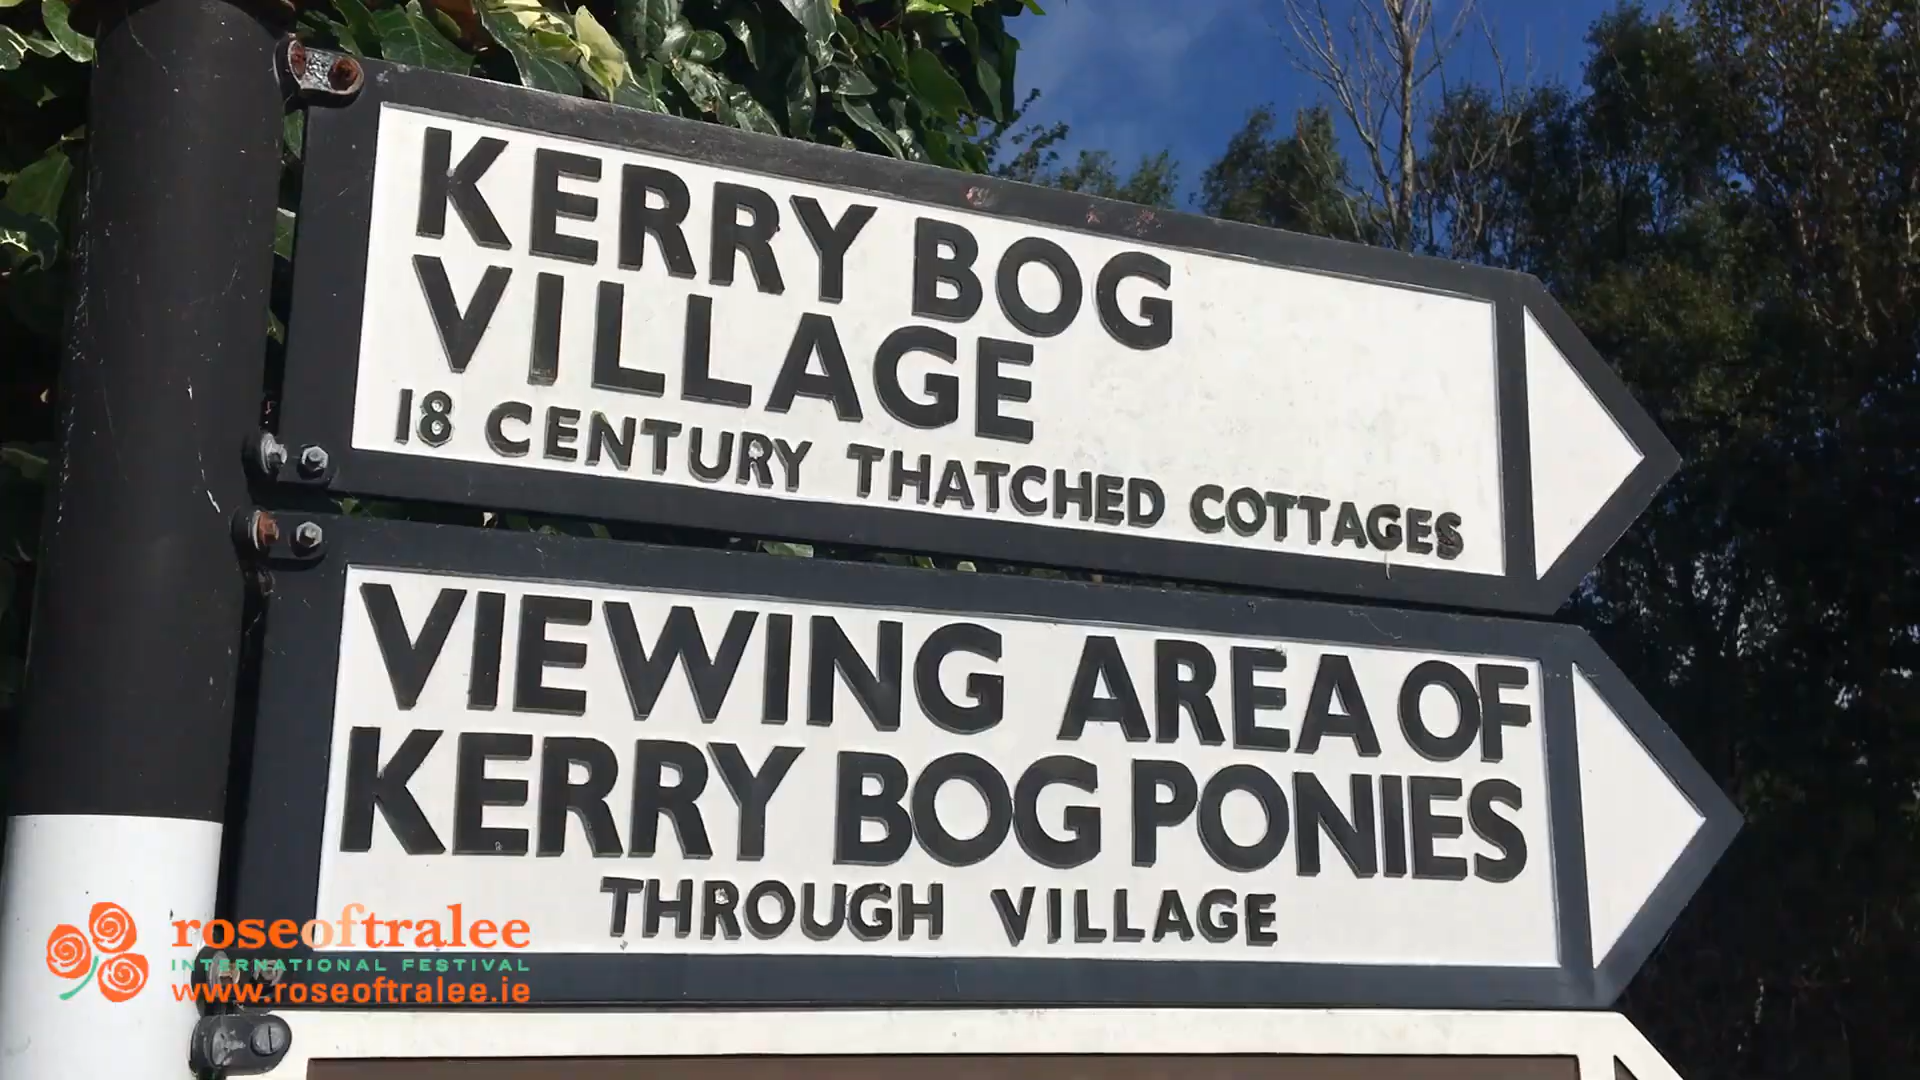 KERRY BOG
VILLAGE
18 CENTURY THATCHED COTTAGES
VIEWING AREA OF
KERRY BOG PONIES
THROUGH VILLAGE
roseoftralee
INTERNATIONAL FESTIVAL
www.roseoftralee.ie